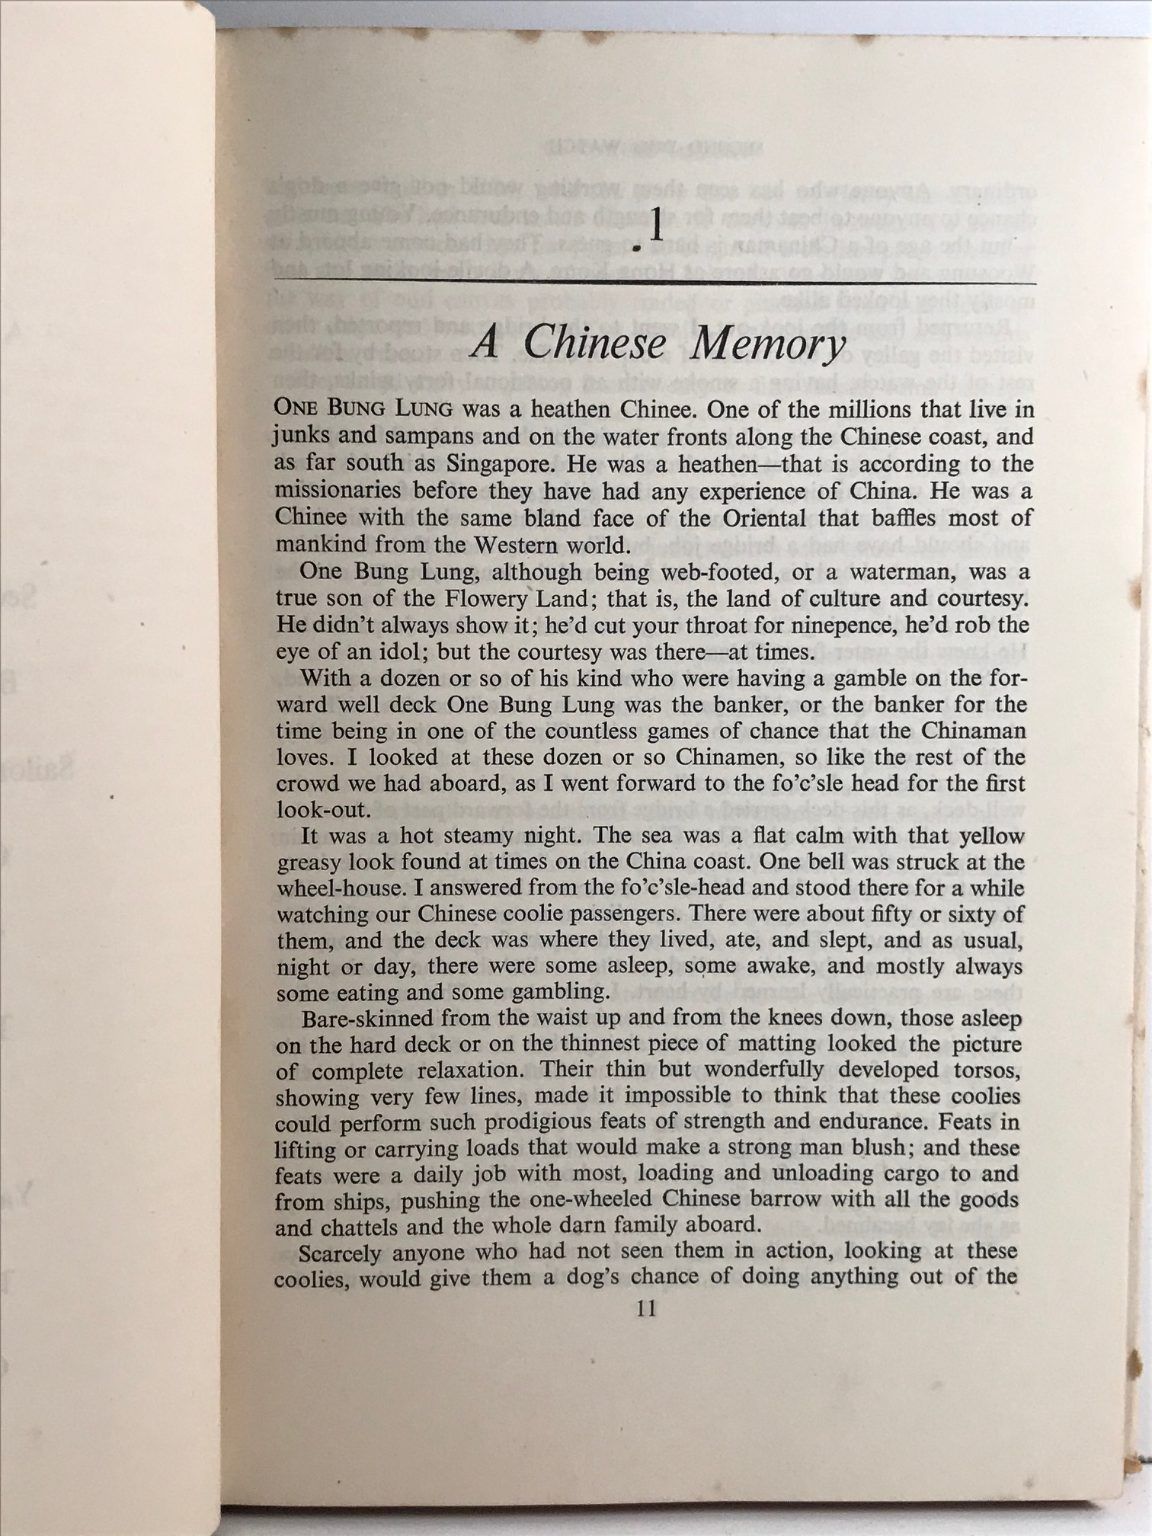 1
A Chinese Memory
ONE BUNG LUNG was a heathen Chinee. One of the millions that live in
junks and sampans and on the water fronts along the Chinese coast, and
as far south as Singapore. He was a heathen—that is according to the
missionaries before they have had any experience of China. He was a
Chinee with the same bland face of the Oriental that baffles most of
mankind from the Western world.
One Bung Lung, although being web-footed, or a waterman, was a
true son of the Flowery Land; that is, the land of culture and courtesy.
He didn't always show it; he'd cut your throat for ninepence, he'd rob the
eye of an idol; but the courtesy was there—at times.
With a dozen or so of his kind who were having a gamble on the for-
ward well deck One Bung Lung was the banker, or the banker for the
time being in one of the countless games of chance that the Chinaman
loves. I looked at these dozen or so Chinamen, so like the rest of the
crowd we had aboard, as I went forward to the fo'c'sle head for the first
look-out.
It was a hot steamy night. The sea was a flat calm with that yellow
greasy look found at times on the China coast. One bell was struck at the
wheel-house. I answered from the fo'c'sle-head and stood there for a while
watching our Chinese coolie passengers. There were about fifty or sixty of
them, and the deck was where they lived, ate, and slept, and as usual,
night or day, there were some asleep, some awake, and mostly always
some eating and some gambling.
Bare-skinned from the waist up and from the knees down, those asleep
on the hard deck or on the thinnest piece of matting looked the picture
of complete relaxation. Their thin but wonderfully developed torsos,
showing very few lines, made it impossible to think that these coolies
could perform such prodigious feats of strength and endurance. Feats in
lifting or carrying loads that would make a strong man blush; and these
feats were a daily job with most, loading and unloading cargo to and
from ships, pushing the one-wheeled Chinese barrow with all the goods
and chattels and the whole darn family aboard.
Scarcely anyone who had not seen them in action, looking at these
coolies, would give them a dog's chance of doing anything out of the
11